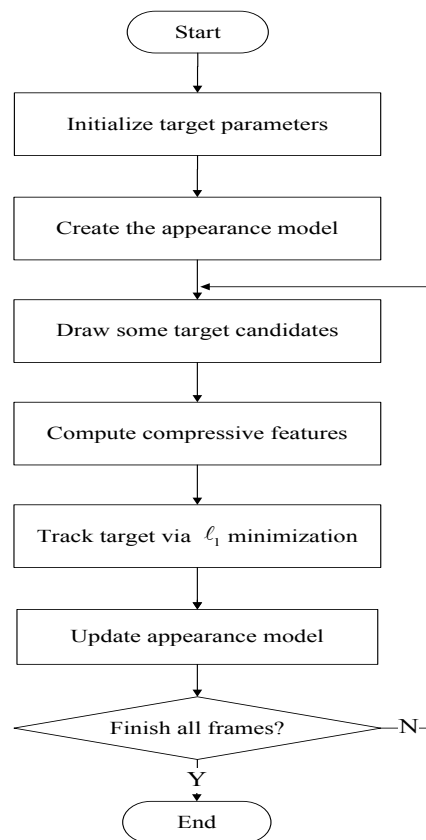 Start
Initialize target parameters
Create the appearance model
Draw some target candidates
Compute compressive features
Track target via ℓ₁ minimization
Update appearance model
Finish all frames?
N
Y
End